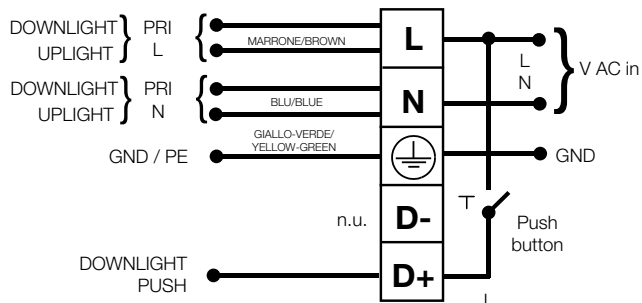 DOWNLIGHT } PRI {
UPLIGHT L
MARRONE/BROWN
L
L
N
V AC in
DOWNLIGHT } PRI {
UPLIGHT N
BLU/BLUE
N
GIALLO-VERDE/
YELLOW-GREEN
GND / PE
GND
n.u.
D-
Push
button
DOWNLIGHT
PUSH
D+